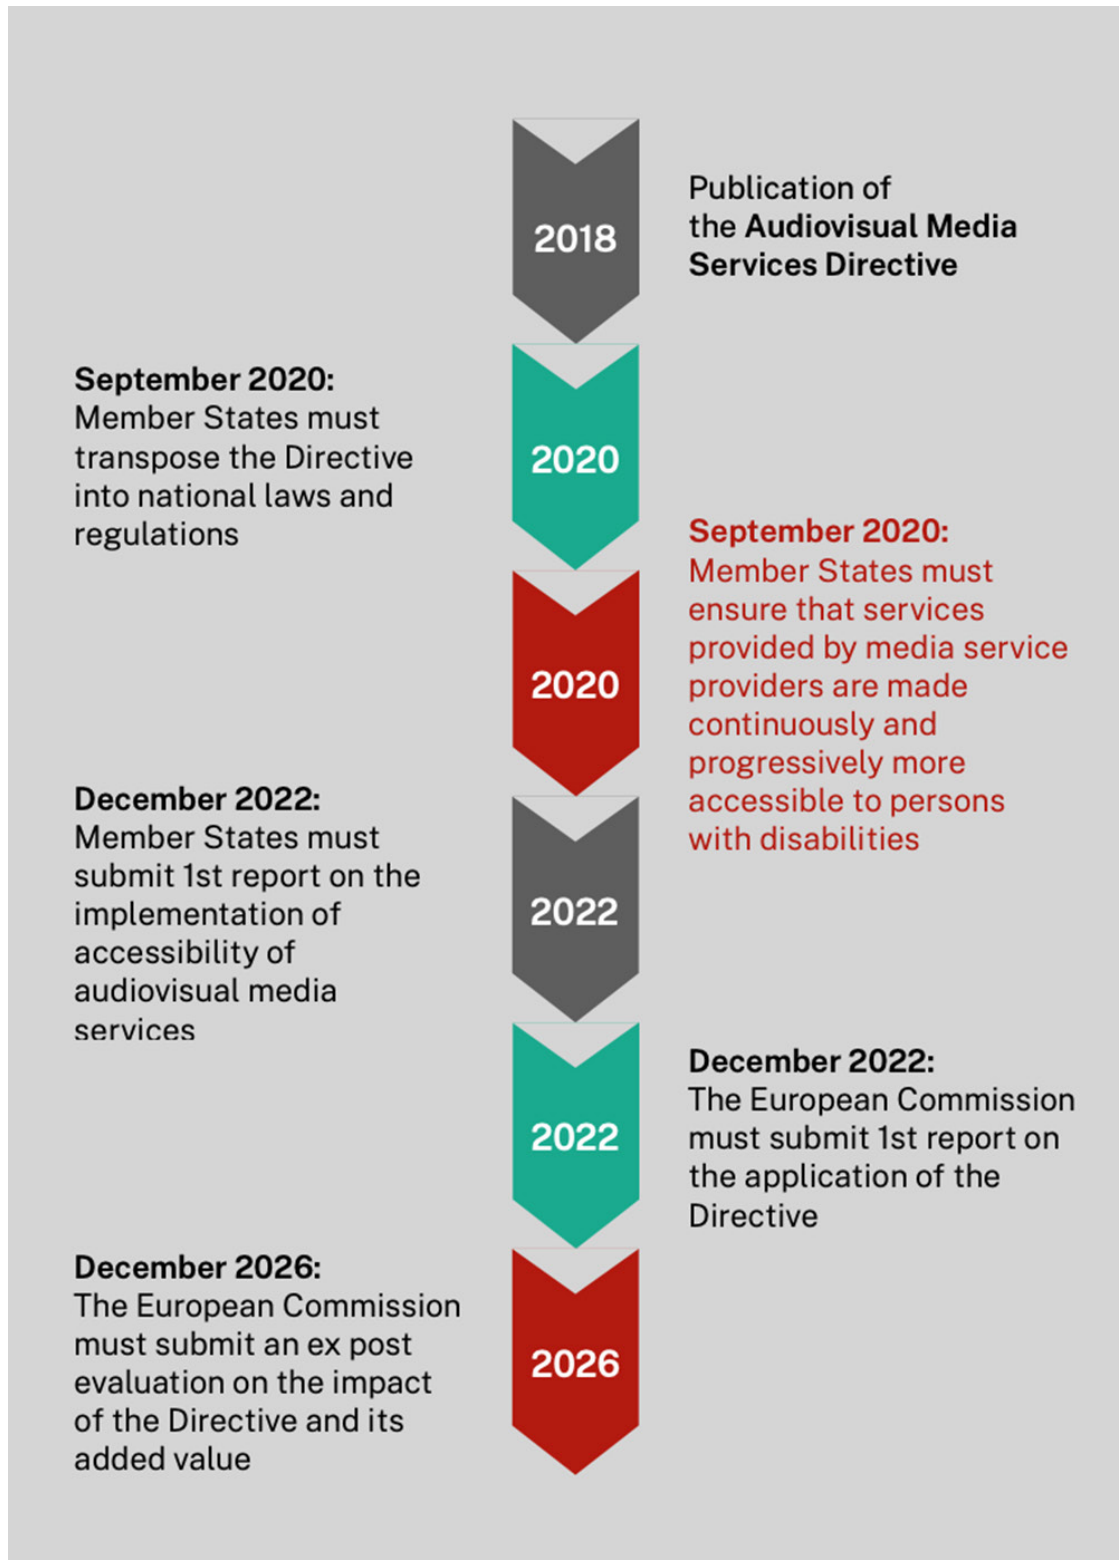 2018
Publication of
the Audiovisual Media
Services Directive
September 2020:
Member States must
transpose the Directive
into national laws and
regulations
2020
September 2020:
Member States must
ensure that services
provided by media service
providers are made
continuously and
progressively more
accessible to persons
with disabilities
2020
December 2022:
Member States must
submit 1st report on the
implementation of
accessibility of
audiovisual media
services
2022
December 2022:
The European Commission
must submit 1st report on
the application of the
Directive
2022
December 2026:
The European Commission
must submit an ex post
evaluation on the impact
of the Directive and its
added value
2026